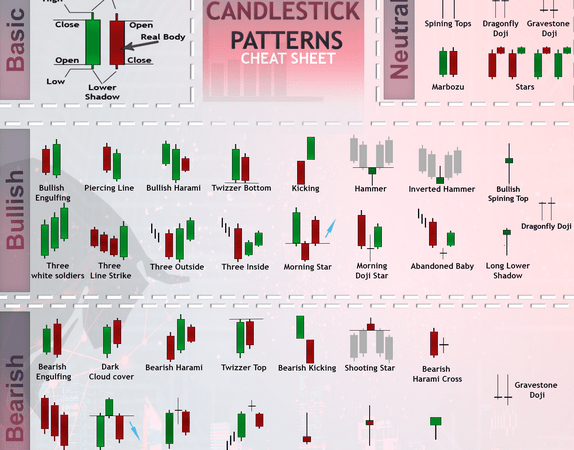 High
Basic
Close
Open
Real Body
Open
Close
Low
Lower
Shadow
CANDLESTICK
PATTERNS
CHEAT SHEET
Neutral
Spining Tops
Dragonfly
Doji
Gravestone
Doji
Marbozu
Stars
Bullish
Bullish
Engulfing
Piercing Line
Bullish Harami
Twizzer Bottom
Kicking
Hammer
Inverted Hammer
Bullish
Spining Top
Dragonfly Doji
Three
white soldiers
Three
Line Strike
Three Outside
Three Inside
Morning Star
Morning
Doji Star
Abandoned Baby
Long Lower
Shadow
Bearish
Bearish
Engulfing
Dark
Cloud cover
Bearish Harami
Twizzer Top
Bearish Kicking
Shooting Star
Bearish
Harami Cross
Gravestone
Doji